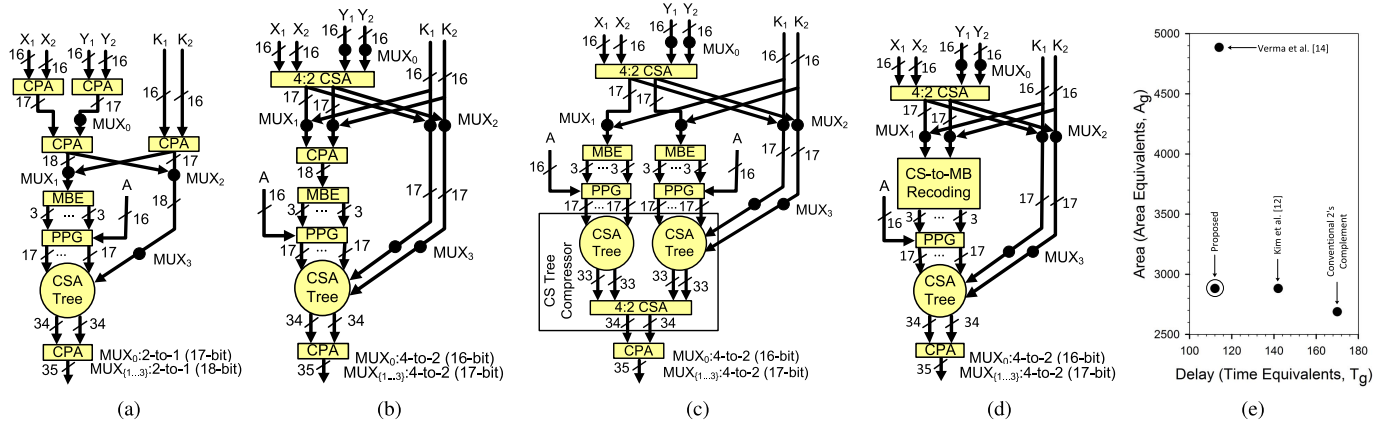 X1 X2 Y1 Y2 K1 K2
16 16 16 16
CPA CPA
17 17 16 16
MUX0
CPA CPA
18 17
MUX1 A MUX2
MBE 16 18
3 ... 3
PPG
17 ... 17
MUX3
CSA
Tree
34 34
CPA
35
MUX0:2-to-1 (17-bit)
MUX{1...3}:2-to-1 (18-bit)
(a)
Y1 Y2 K1 K2
X1 X2 16 16
16 16 MUX0
4:2 CSA 16 16
17 17
MUX1 MUX2
CPA
18
A MBE
16 3 ... 3 17 17
PPG
17 ... 17
MUX3
CSA
Tree
34 34
CPA
35
MUX0:4-to-2 (16-bit)
MUX{1...3}:4-to-2 (17-bit)
(b)
Y1 Y2 K1 K2
X1 X2 16 16
16 16 MUX0
4:2 CSA 16 16
17 17
MUX1 MUX2
A MBE MBE A
16 3 ... 3 3 ... 3 16 17 17
PPG PPG
17 ... 17 17 ... 17
MUX3
CS Tree
Compressor
CSA
Tree
CSA
Tree
33 33 33 33
4:2 CSA
34 34
CPA
35
MUX0:4-to-2 (16-bit)
MUX{1...3}:4-to-2 (17-bit)
(c)
Y1 Y2 K1 K2
X1 X2 16 16
16 16 MUX0
4:2 CSA 16 16
17 17
MUX1 MUX2
CS-to-MB
Recoding
A
16 3 ... 3 17 17
PPG
17 ... 17
MUX3
CSA
Tree
34 34
CPA
35
MUX0:4-to-2 (16-bit)
MUX{1...3}:4-to-2 (17-bit)
(d)
Area (Area Equivalents, Ag)
5000
4500
4000
3500
3000
2500
Verma et al. [14]
Proposed
Kim et al. [12]
Conventional 2's
Complement
100 120 140 160 180
Delay (Time Equivalents, Tg)
(e)